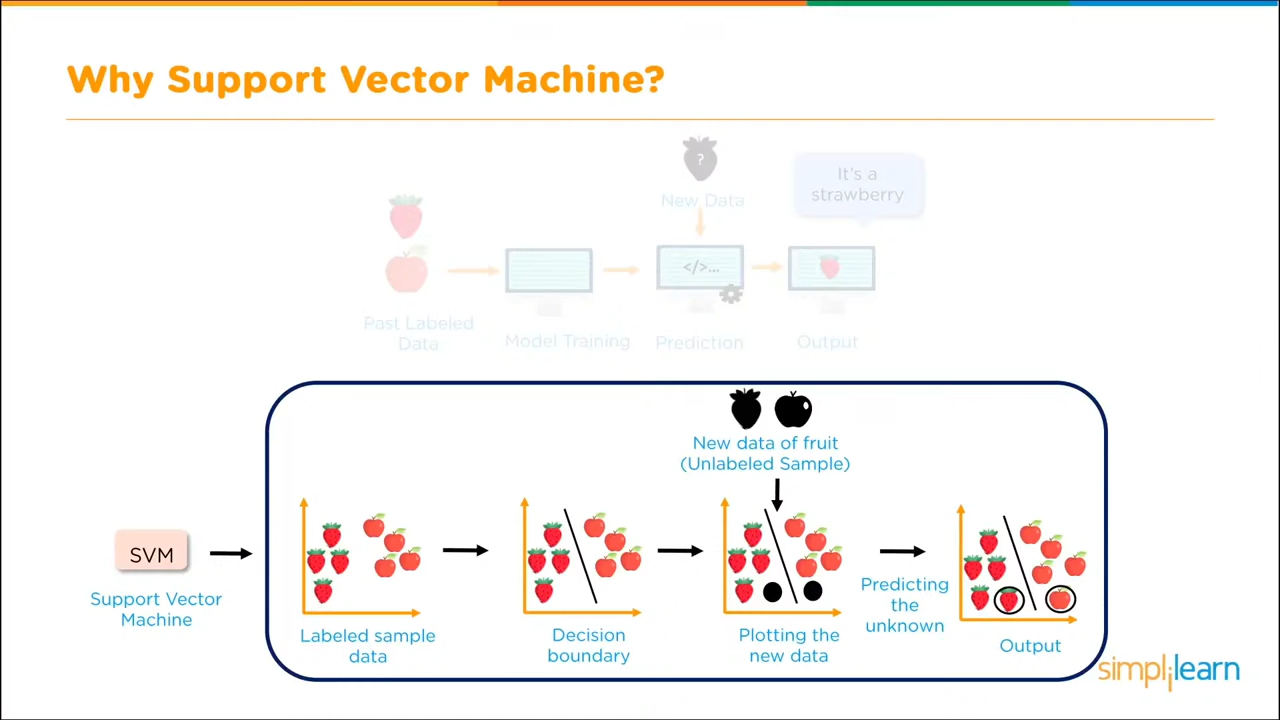 Why Support Vector Machine?
?
New Data
It's a
strawberry
</>...
Past Labeled
Data
Model Training
Prediction
Output
New data of fruit
(Unlabeled Sample)
SVM
Support Vector
Machine
Labeled sample
data
Decision
boundary
Plotting the
new data
Predicting
the
unknown
Output
simplilearn